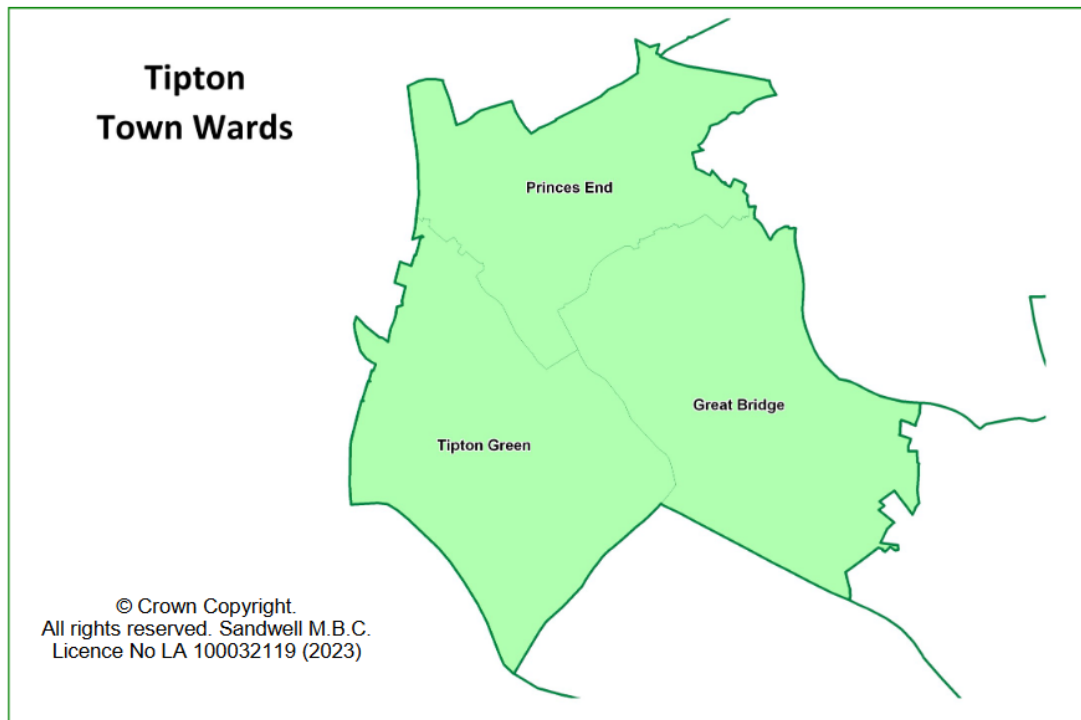 Tipton
Town Wards
Princes End
Great Bridge
Tipton Green
© Crown Copyright.
All rights reserved. Sandwell M.B.C.
Licence No LA 100032119 (2023)